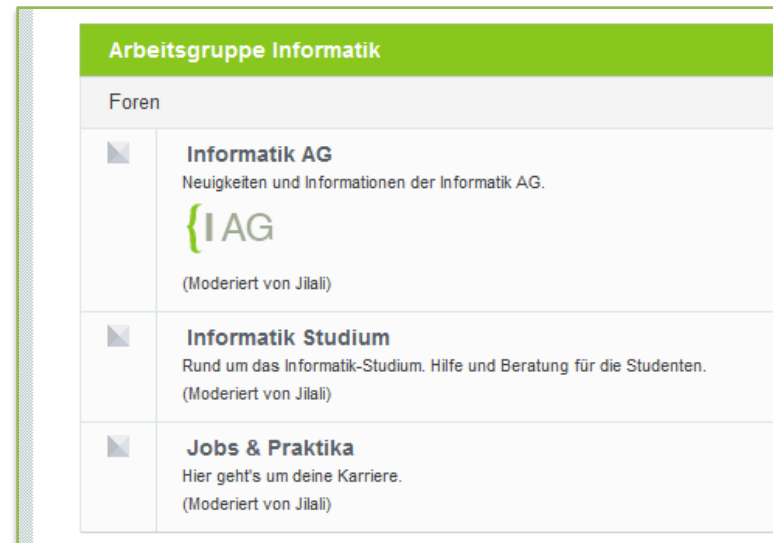 Arbeitsgruppe Informatik
Foren
Informatik AG
Neuigkeiten und Informationen der Informatik AG.
{I AG
(Moderiert von Jilali)
Informatik Studium
Rund um das Informatik-Studium. Hilfe und Beratung für die Studenten.
(Moderiert von Jilali)
Jobs & Praktika
Hier geht's um deine Karriere.
(Moderiert von Jilali)